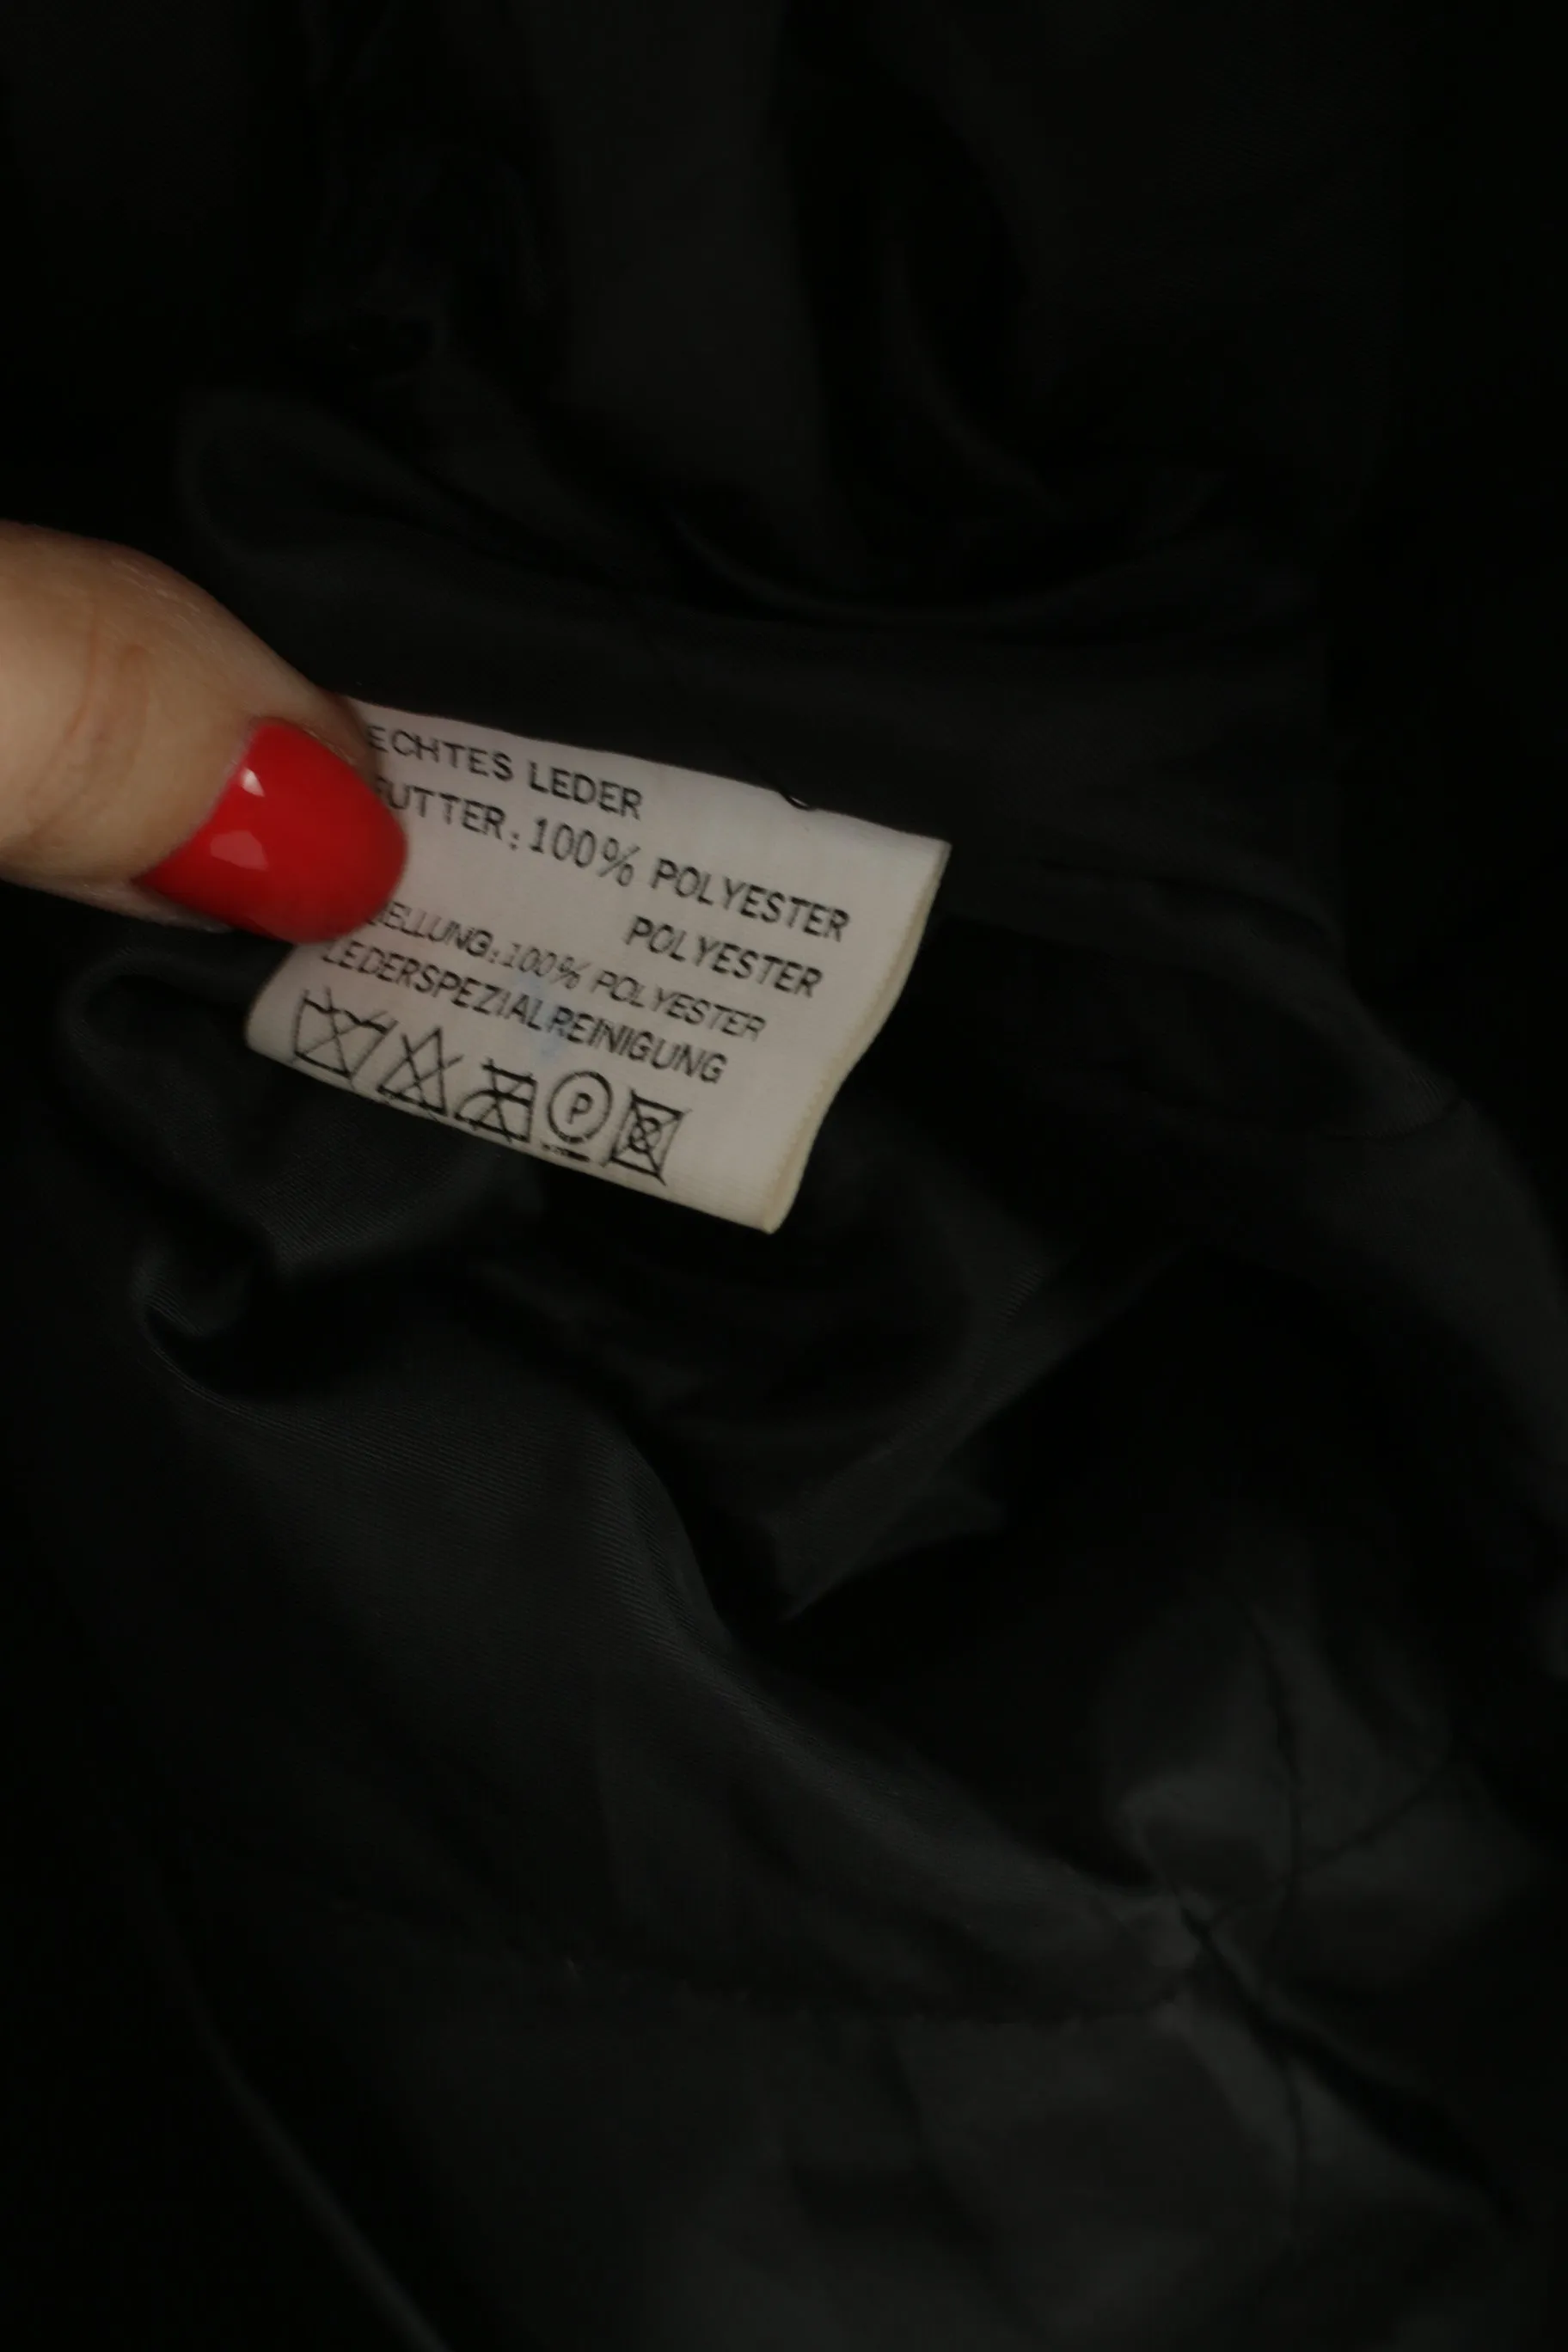 ECHTES LEDER
FUTTER: 100% POLYESTER
POLYESTER
100% POLYESTER
LEDERSPEZIALREINIGUNG
P